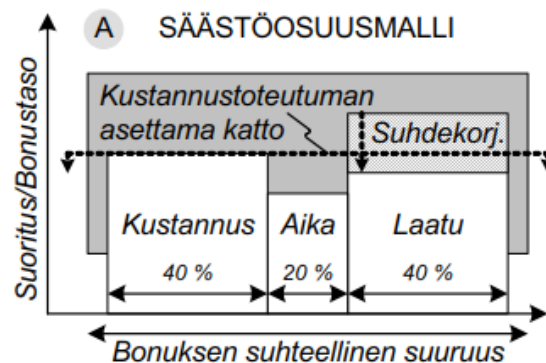 A SÄÄSTÖOSUUSMALLI
Suoritus/Bonustaso
Kustannustoteutuman
asettama katto
Suhdekorj.
Kustannus Aika Laatu
40 % 20 % 40 %
Bonuksen suhteellinen suuruus